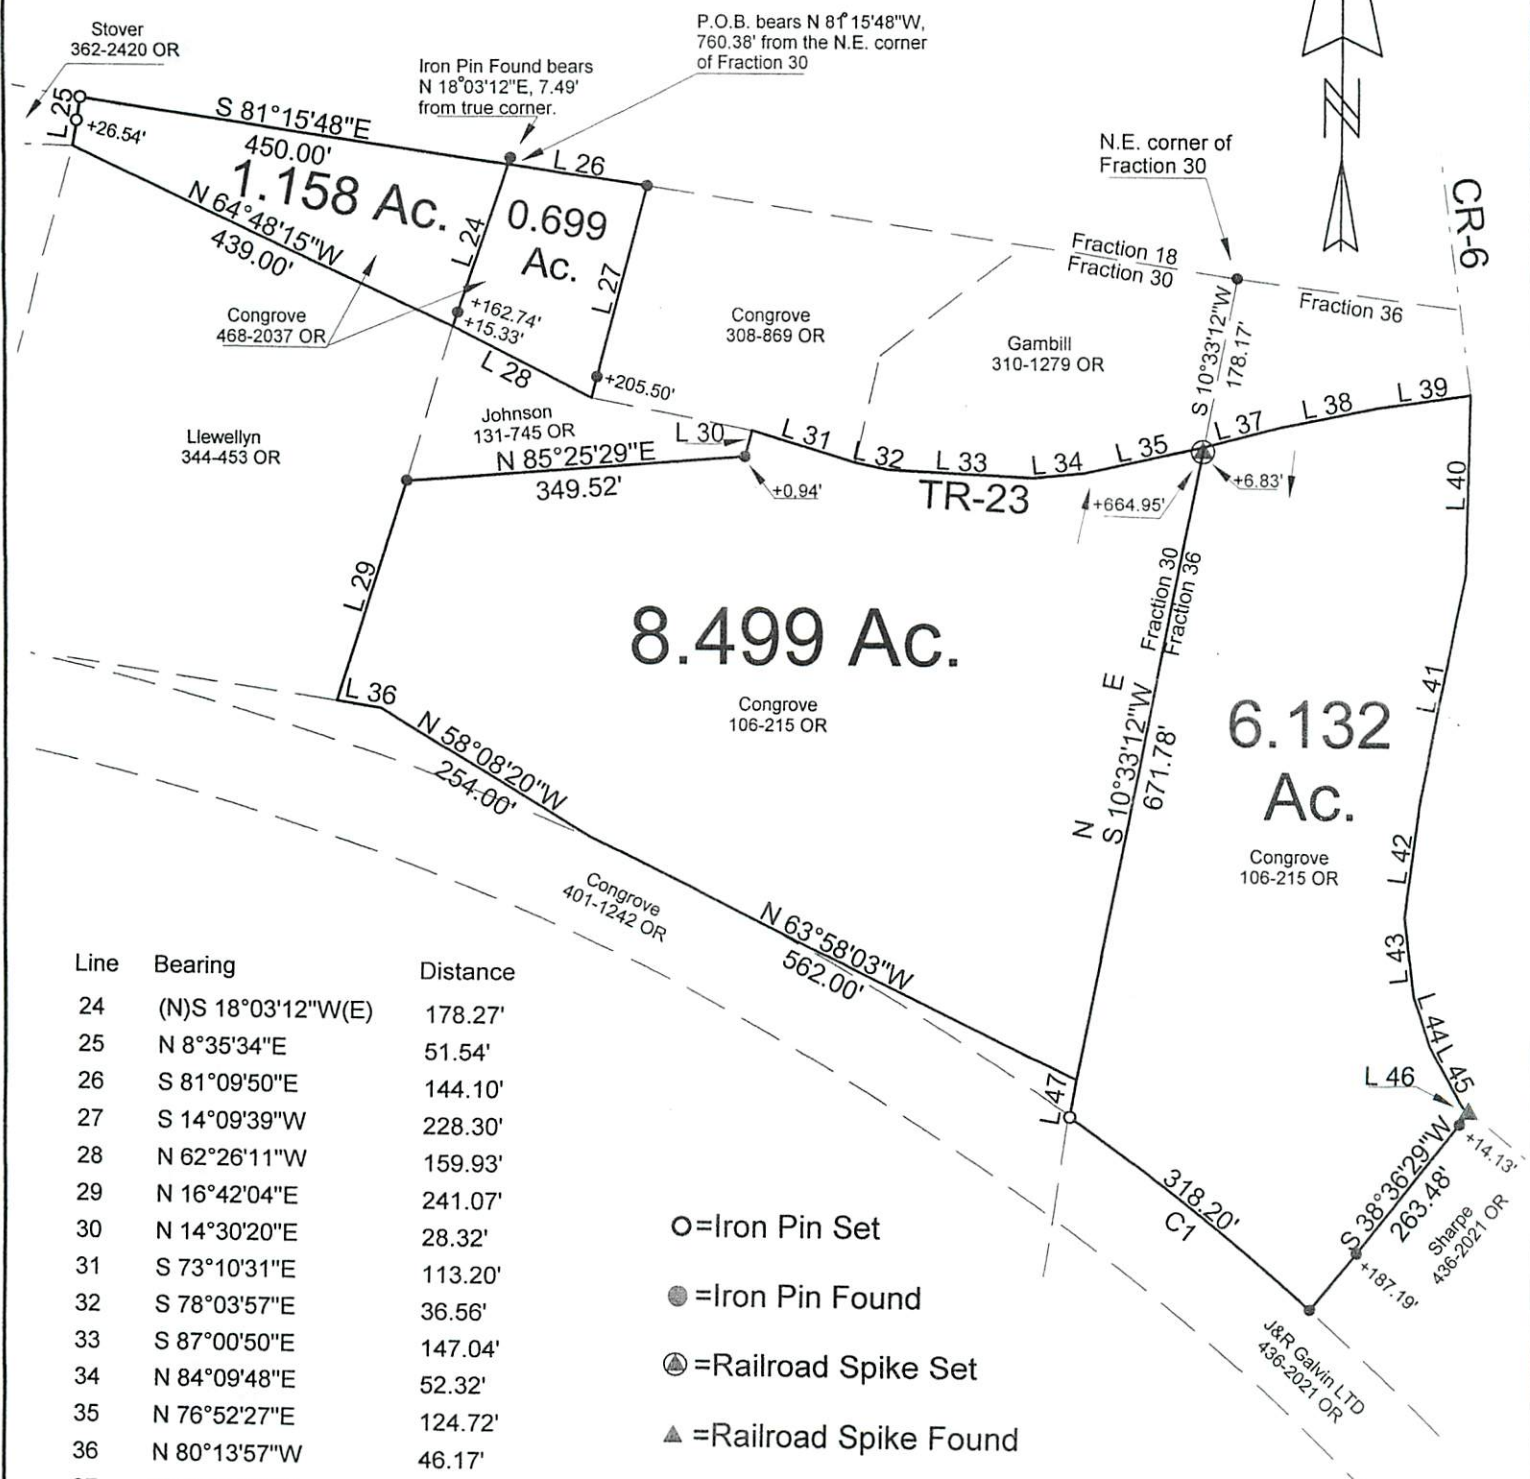 Stover
362-2420 OR
P.O.B. bears N 81°15'48"W,
760.38' from the N.E. corner
of Fraction 30
Iron Pin Found bears
N 18°03'12"E, 7.49'
from true corner.
N.E. corner of
Fraction 30
N
CR-6
L 25
+26.54'
S 81°15'48"E
450.00'
1.158 Ac.
N 64°48'15"W
439.00'
L 26
L 24
0.699
Ac.
L 27
+162.74'
+15.33'
L 28
+205.50'
Congrove
468-2037 OR
Congrove
308-869 OR
Gambill
310-1279 OR
Fraction 18
Fraction 30
Fraction 36
S 10°33'12"W
178.17'
Llewellyn
344-453 OR
Johnson
131-745 OR
L 30
N 85°25'29"E
349.52'
+0.94'
L 31
L 32
L 33
L 34
L 35
L 37
L 38
L 39
TR-23
+664.95'
+6.83'
L 40
L 29
L 36
8.499 Ac.
Congrove
106-215 OR
Fraction 30
Fraction 36
N E
S 10°33'12"W
671.78'
6.132
Ac.
Congrove
106-215 OR
L 41
L 42
L 43
L 44
L 45
L 46
N 58°08'20"W
254.00'
Congrove
401-1242 OR
N 63°58'03"W
562.00'
L 47
318.20'
C1
S 38°36'29"W
263.48'
+14.13'
+187.19'
Sharpe
436-2021 OR
J&R Galvin LTD
436-2021 OR
Line Bearing Distance
24 (N)S 18°03'12"W(E) 178.27'
25 N 8°35'34"E 51.54'
26 S 81°09'50"E 144.10'
27 S 14°09'39"W 228.30'
28 N 62°26'11"W 159.93'
29 N 16°42'04"E 241.07'
30 N 14°30'20"E 28.32'
31 S 73°10'31"E 113.20'
32 S 78°03'57"E 36.56'
33 S 87°00'50"E 147.04'
34 N 84°09'48"E 52.32'
35 N 76°52'27"E 124.72'
36 N 80°13'57"W 46.17'
=Iron Pin Set
=Iron Pin Found
=Railroad Spike Set
=Railroad Spike Found